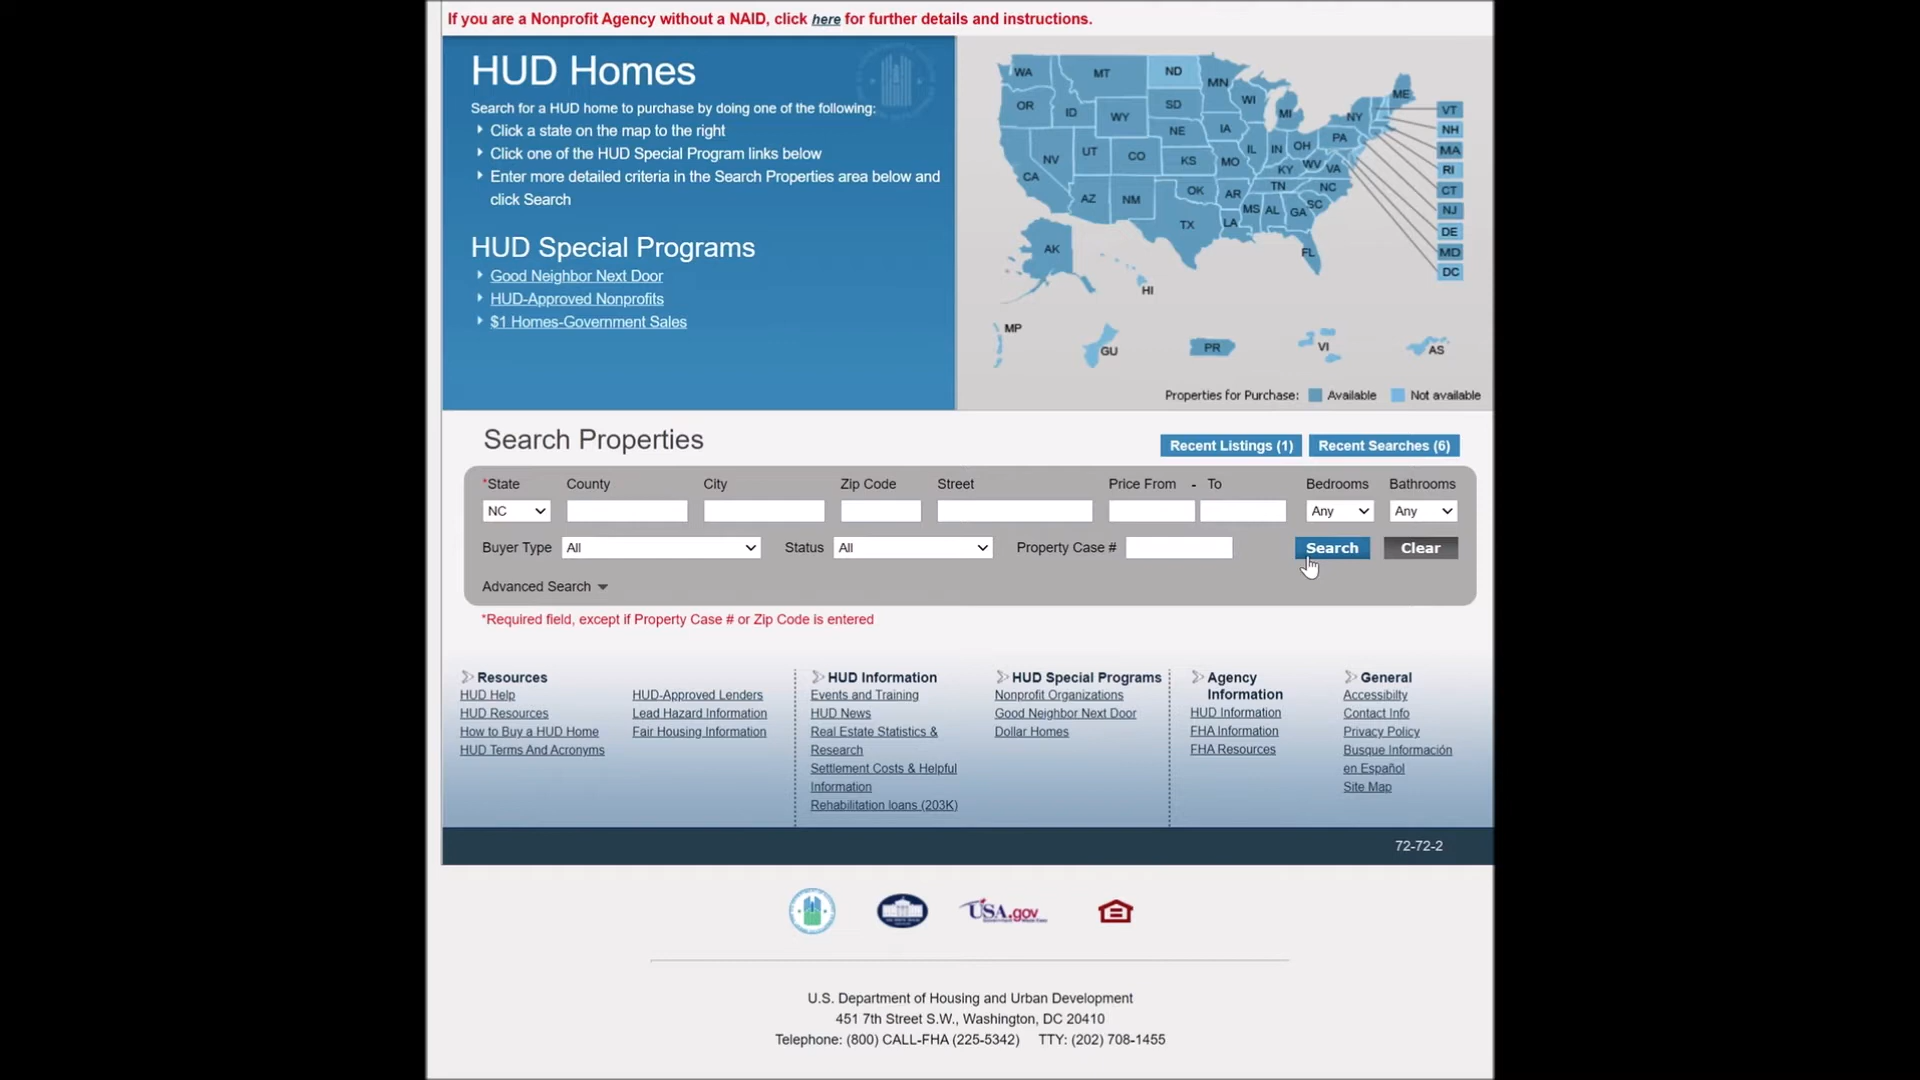 If you are a Nonprofit Agency without a NAID, click here for further details and instructions.
HUD Homes
Search for a HUD home to purchase by doing one of the following:
Click a state on the map to the right
Click one of the HUD Special Program links below
Enter more detailed criteria in the Search Properties area below and
click Search
HUD Special Programs
Good Neighbor Next Door
HUD-Approved Nonprofits
$1 Homes-Government Sales
WA MT ND MN ME
OR ID WY SD WI MI NY VT
NV UT CO NE IA IL IN OH PA NH
CA KS MO KY WV VA MA
AZ NM OK AR TN NC RI
TX LA MS AL GA SC CT
AK FL NJ
HI DE
MD
DC
MP GU PR VI AS
Properties for Purchase: Available Not available
Search Properties
Recent Listings (1) Recent Searches (6)
*State County City Zip Code Street Price From - To Bedrooms Bathrooms
NC Any Any
Buyer Type All Status All Property Case # Search Clear
Advanced Search
*Required field, except if Property Case # or Zip Code is entered
Resources
HUD Help
HUD Resources
How to Buy a HUD Home
HUD Terms And Acronyms
HUD-Approved Lenders
Lead Hazard Information
Fair Housing Information
HUD Information
Events and Training
HUD News
Real Estate Statistics &
Research
Settlement Costs & Helpful
Information
Rehabilitation loans (203K)
HUD Special Programs
Nonprofit Organizations
Good Neighbor Next Door
Dollar Homes
Agency
Information
HUD Information
FHA Information
FHA Resources
General
Accessibilty
Contact Info
Privacy Policy
Busque Información
en Español
Site Map
72-72-2
USA.gov
U.S. Department of Housing and Urban Development
451 7th Street S.W., Washington, DC 20410
Telephone: (800) CALL-FHA (225-5342) TTY: (202) 708-1455